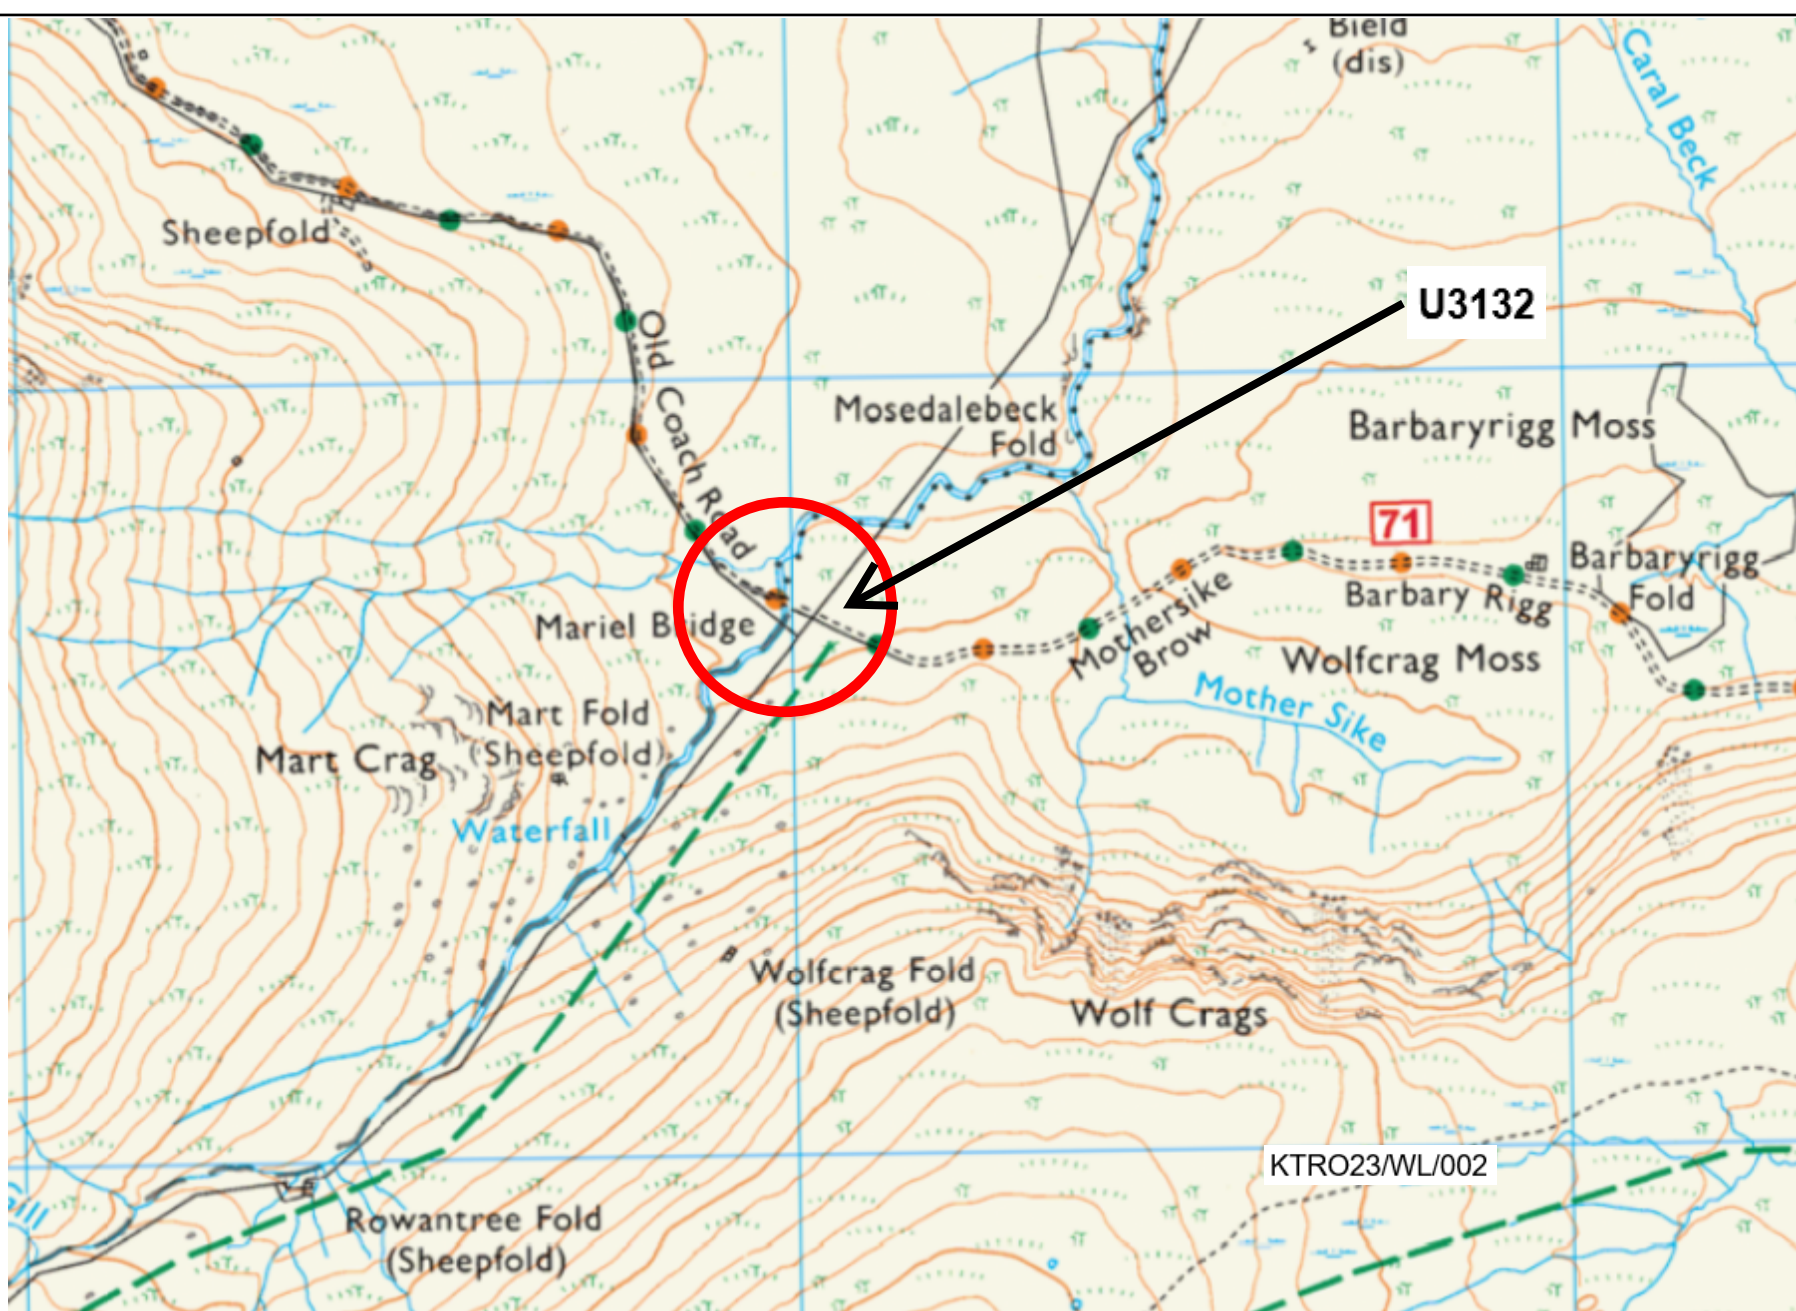 Bield
(dis)
Caral Beck
Sheepfold
U3132
Old Coach Road
Mosedalebeck
Fold
Barbaryrigg Moss
71
Barbaryrigg
Fold
Barbary Rigg
Mothersike
Brow
Mariel Bridge
Wolfcrag Moss
Mother Sike
Mart Fold
(Sheepfold)
Mart Crag
Waterfall
Wolfcrag Fold
(Sheepfold)
Wolf Crags
KTRO23/WL/002
Rowantree Fold
(Sheepfold)